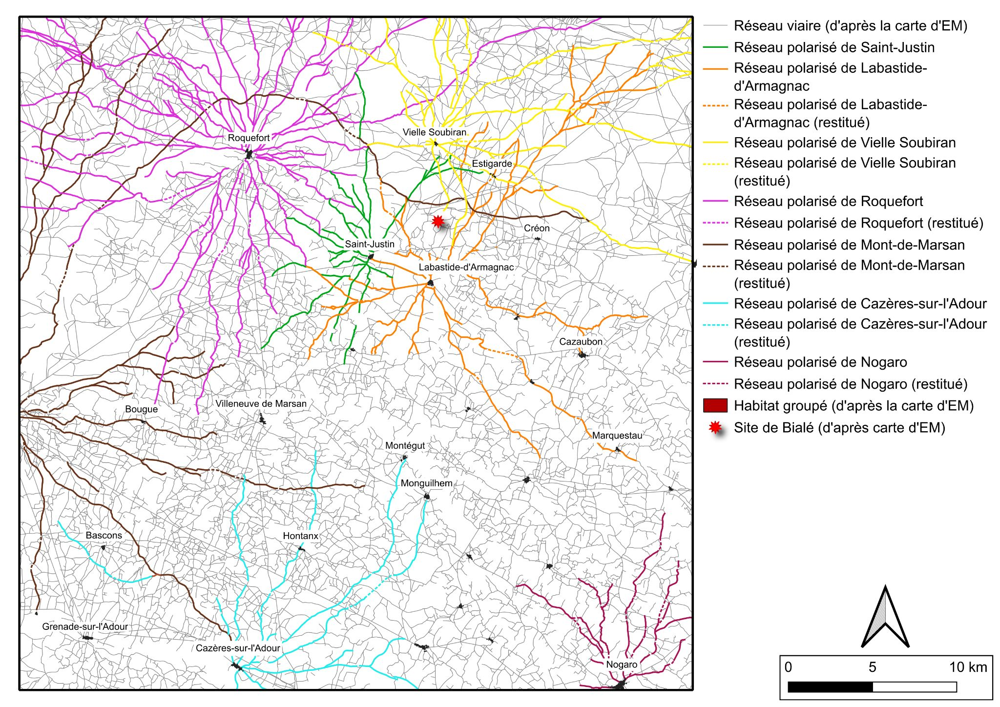 Roquefort
Vielle Soubiran
Estigarde
Créon
Saint-Justin
Labastide-d'Armagnac
Cazaubon
Bougue
Villeneuve de Marsan
Marquestau
Montégut
Monguilhem
Bascons
Hontanx
Grenade-sur-l'Adour
Cazères-sur-l'Adour
Nogaro
Réseau viaire (d'après la carte d'EM)
Réseau polarisé de Saint-Justin
Réseau polarisé de Labastide-
d'Armagnac
Réseau polarisé de Labastide-
d'Armagnac (restitué)
Réseau polarisé de Vielle Soubiran
Réseau polarisé de Vielle Soubiran
(restitué)
Réseau polarisé de Roquefort
Réseau polarisé de Roquefort (restitué)
Réseau polarisé de Mont-de-Marsan
Réseau polarisé de Mont-de-Marsan
(restitué)
Réseau polarisé de Cazères-sur-l'Adour
Réseau polarisé de Cazères-sur-l'Adour
(restitué)
Réseau polarisé de Nogaro
Réseau polarisé de Nogaro (restitué)
Habitat groupé (d'après la carte d'EM)
Site de Bialé (d'après carte d'EM)
0 5 10 km